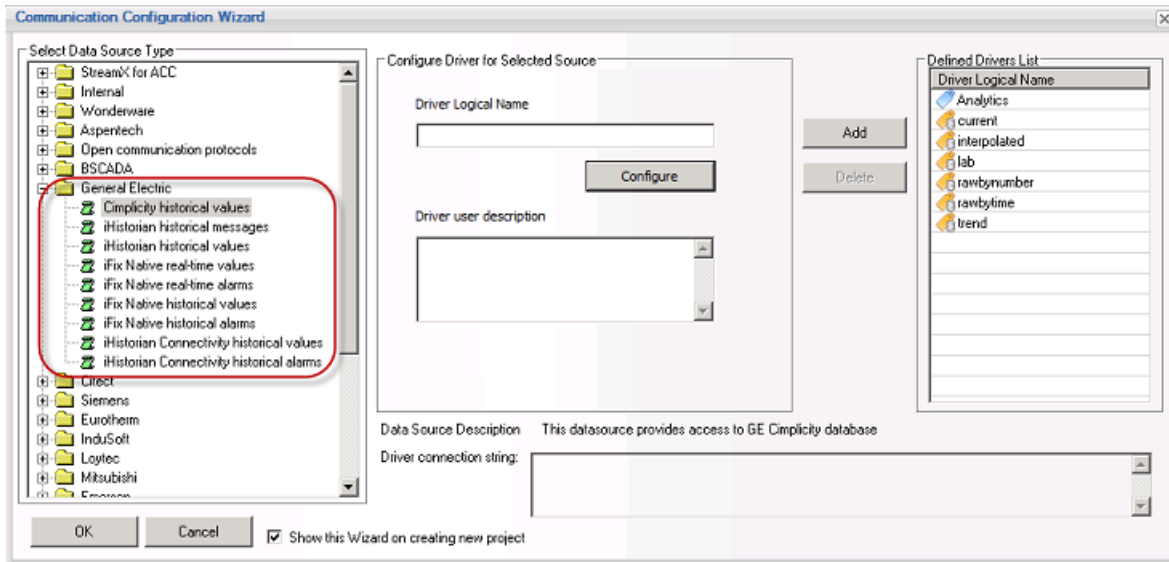 Communication Configuration Wizard
Select Data Source Type
StreamX for ACC
Internal
Wonderware
Aspentech
Open communication protocols
BSCADA
General Electric
Cimplicity historical values
iHistorian historical messages
iHistorian historical values
iFix Native real-time values
iFix Native real-time alarms
iFix Native historical values
iFix Native historical alarms
iHistorian Connectivity historical values
iHistorian Connectivity historical alarms
Citect
Siemens
Eurotherm
InduSoft
Loytec
Mitsubishi
Emerson
OK
Cancel
Show this Wizard on creating new project
Configure Driver for Selected Source
Driver Logical Name
Configure
Driver user description
Add
Delete
Defined Drivers List
Driver Logical Name
Analytics
current
interpolated
lab
rawbynumber
rawbytime
trend
Data Source Description This datasource provides access to GE Cimplicity database
Driver connection string: